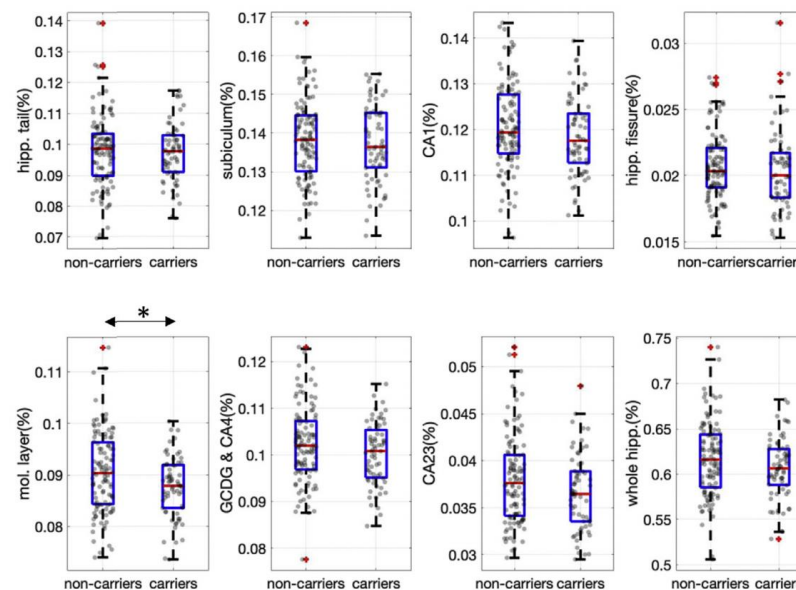 hipp. tail(%)
0.14
0.13
0.12
0.11
0.1
0.09
0.08
0.07
non-carriers carriers
subiculum(%)
0.17
0.16
0.15
0.14
0.13
0.12
non-carriers carriers
CA1(%)
0.14
0.13
0.12
0.11
0.1
non-carriers carriers
hipp. fissure(%)
0.03
0.025
0.02
0.015
non-carriers carriers
*
mol. layer(%)
0.11
0.1
0.09
0.08
non-carriers carriers
GCDG & CA4(%)
0.12
0.11
0.1
0.09
0.08
non-carriers carriers
CA23(%)
0.05
0.045
0.04
0.035
0.03
non-carriers carriers
whole hipp.(%)
0.75
0.7
0.65
0.6
0.55
0.5
non-carriers carriers